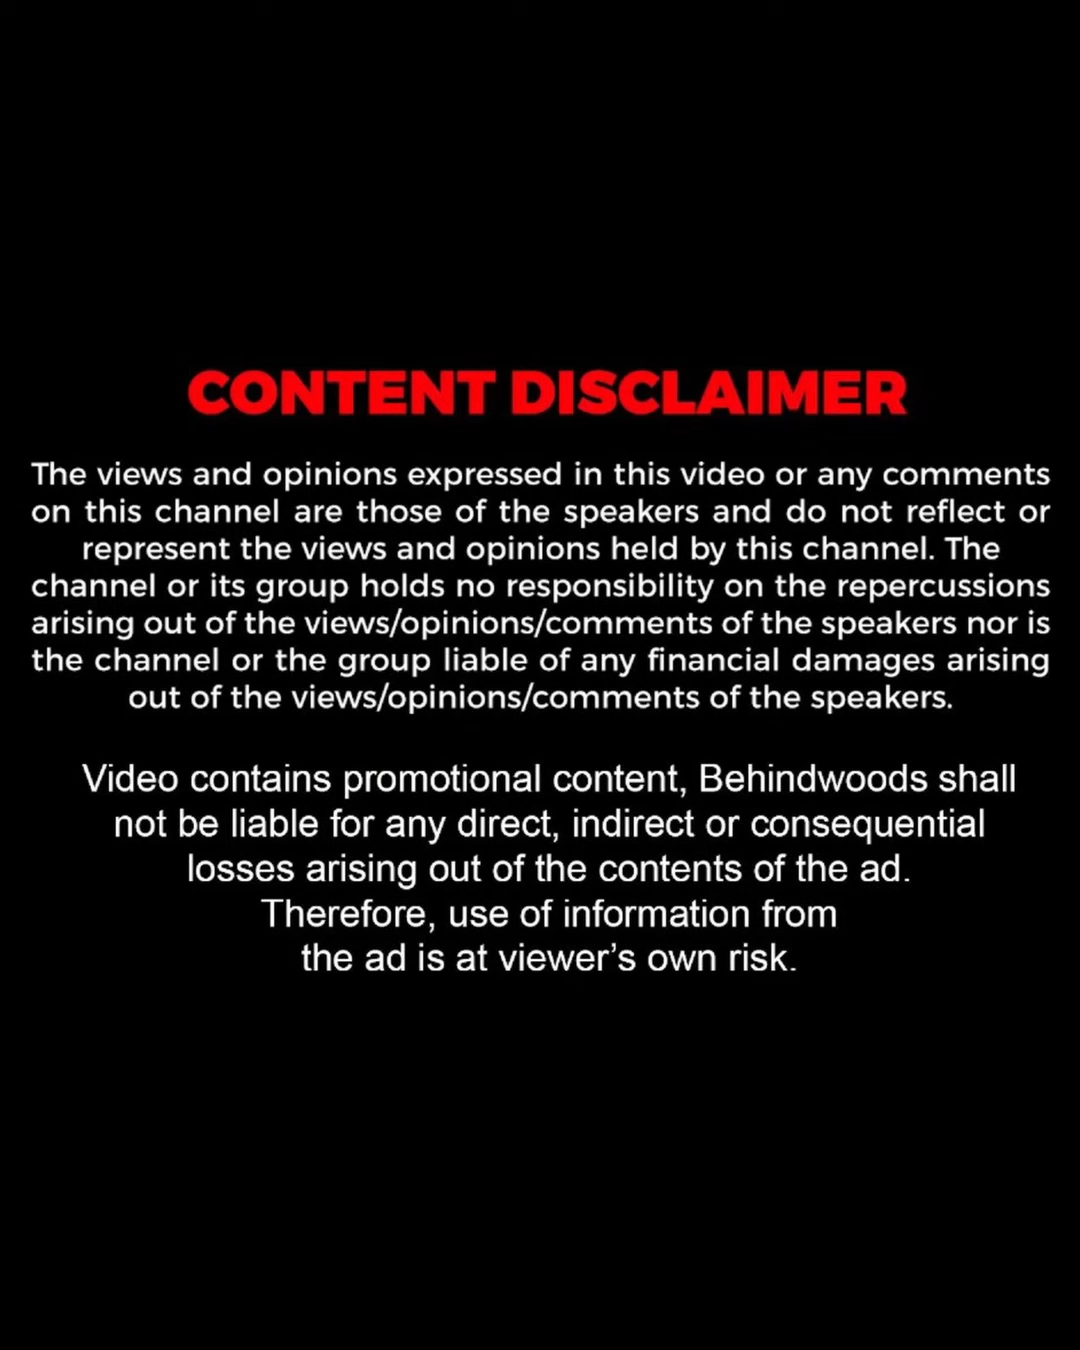 CONTENT DISCLAIMER
The views and opinions expressed in this video or any comments
on this channel are those of the speakers and do not reflect or
represent the views and opinions held by this channel. The
channel or its group holds no responsibility on the repercussions
arising out of the views/opinions/comments of the speakers nor is
the channel or the group liable of any financial damages arising
out of the views/opinions/comments of the speakers.
Video contains promotional content, Behindwoods shall
not be liable for any direct, indirect or consequential
losses arising out of the contents of the ad.
Therefore, use of information from
the ad is at viewer’s own risk.